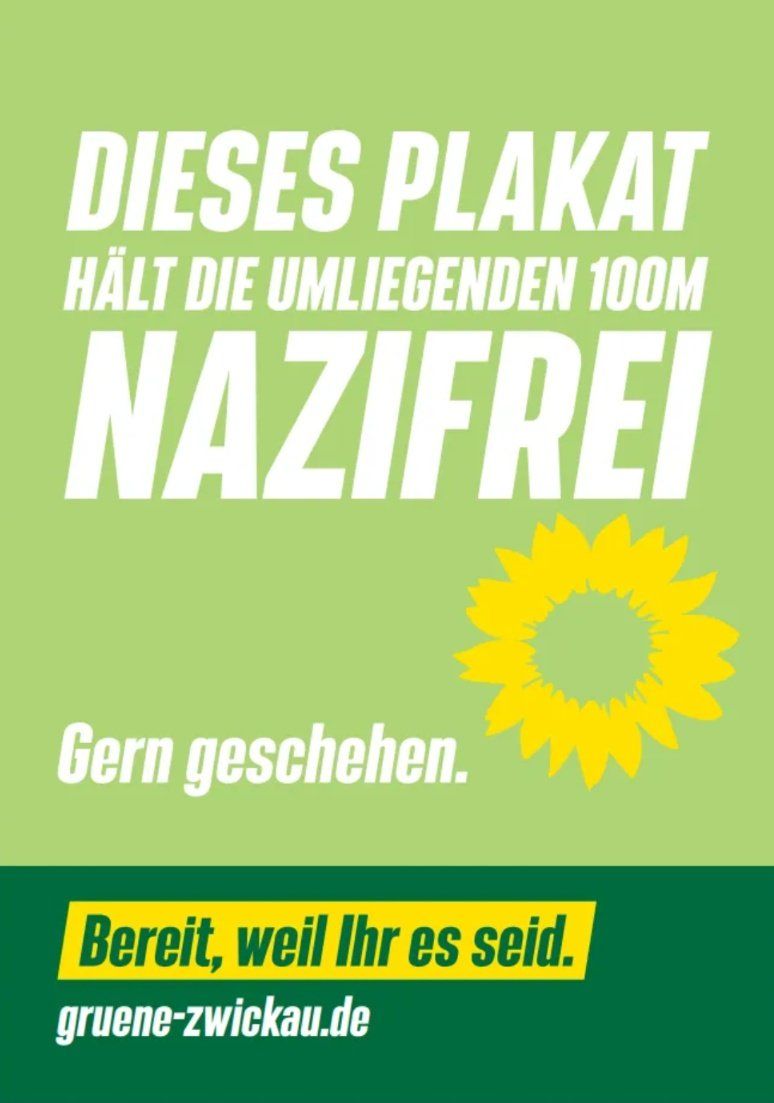 DIESES PLAKAT
HÄLT DIE UMLIEGENDEN 100M
NAZIFREI
Gern geschehen.
Bereit, weil Ihr es seid.
gruene-zwickau.de